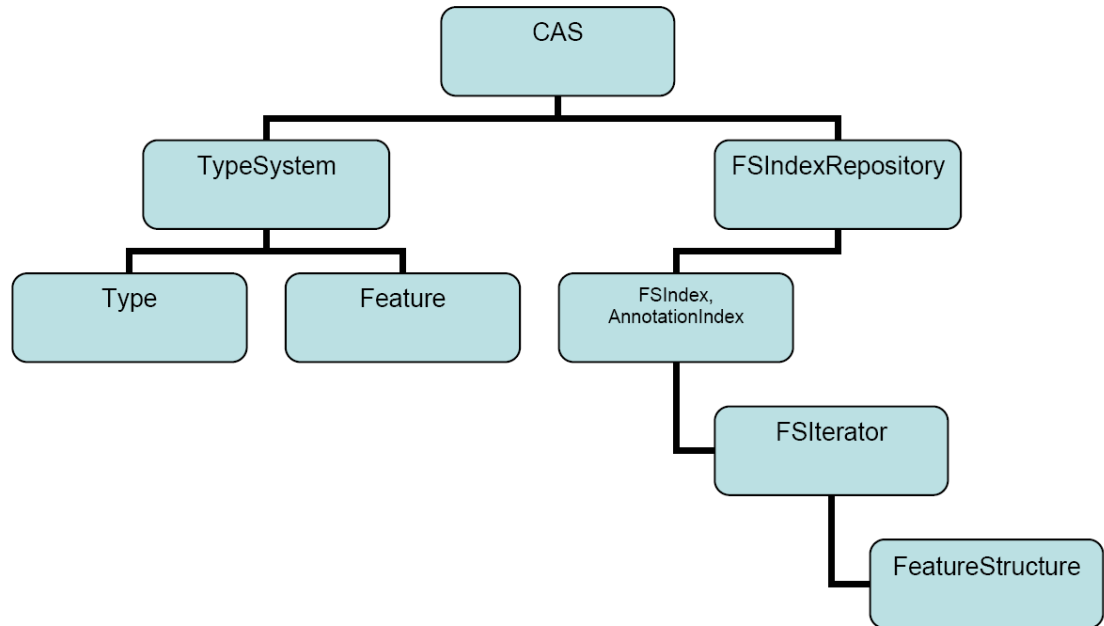 CAS
TypeSystem
FSIndexRepository
Type
Feature
FSIndex,
AnnotationIndex
FSIterator
FeatureStructure